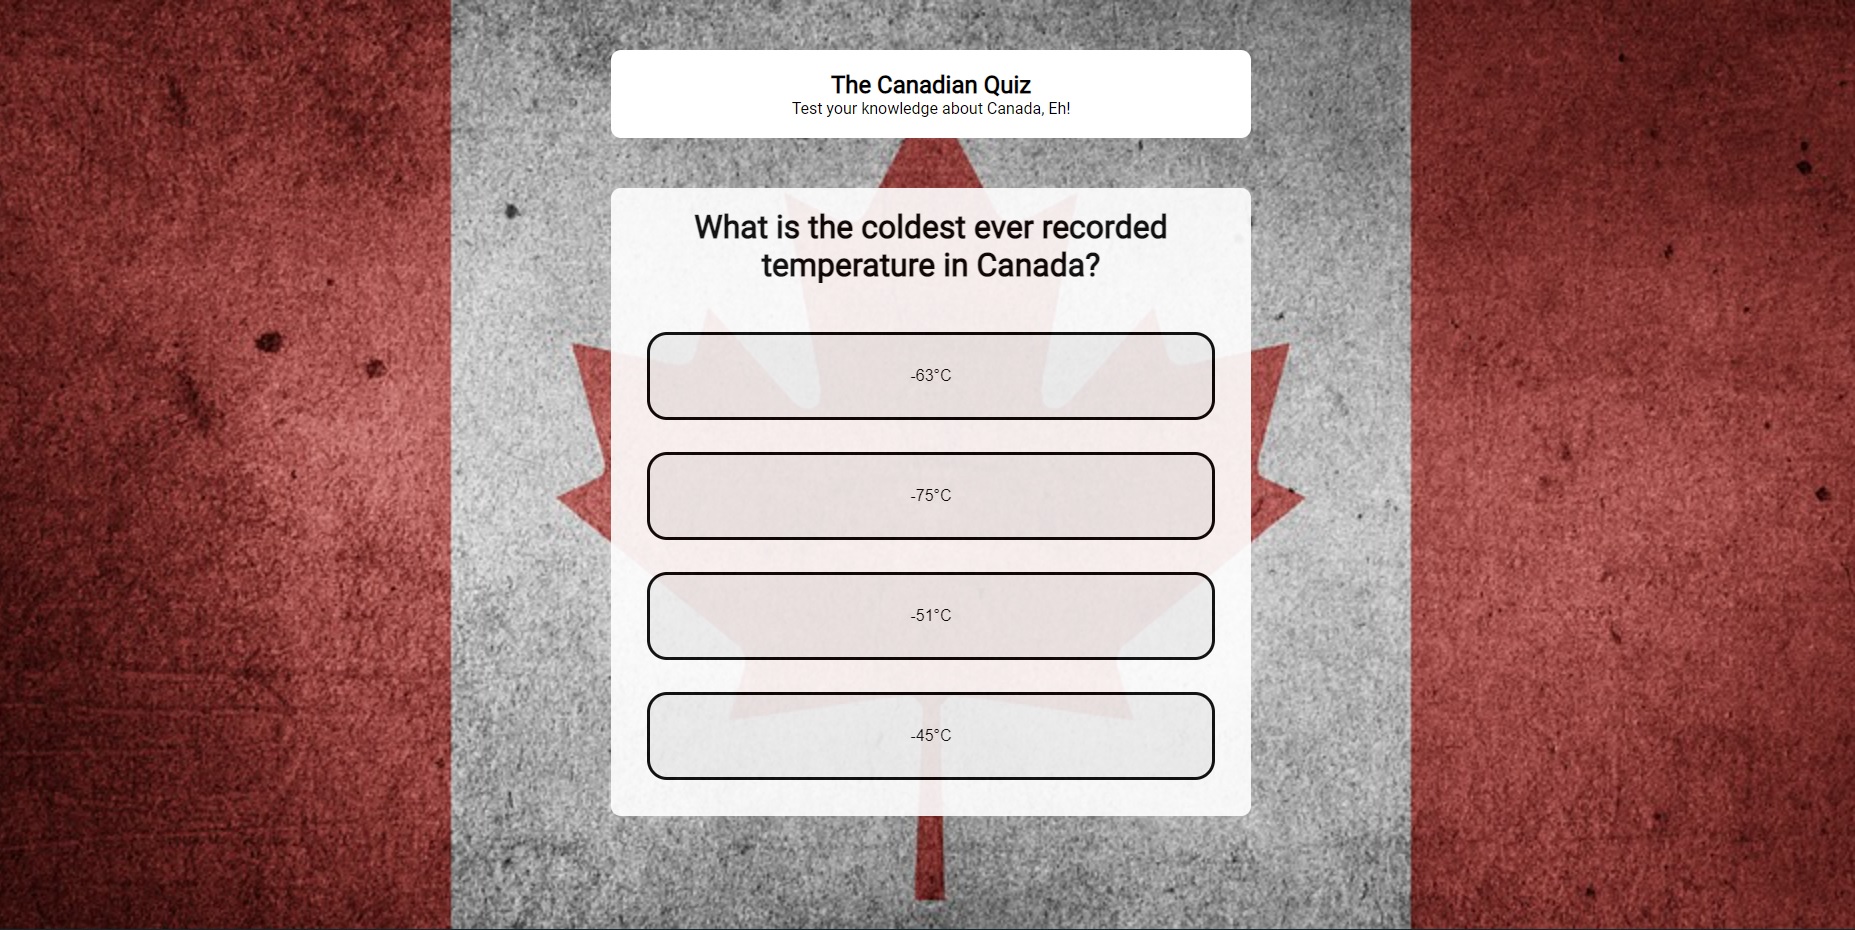 The Canadian Quiz
Test your knowledge about Canada, Eh!
What is the coldest ever recorded
temperature in Canada?
-63°C
-75°C
-51°C
-45°C